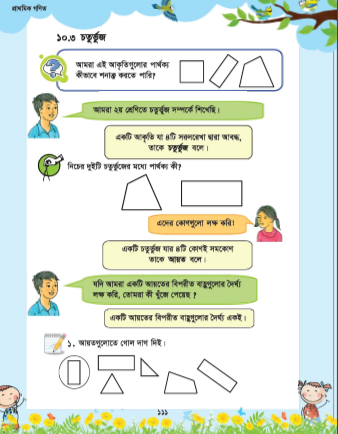 প্রাথমিক গণিত
১০.৩ চতুর্ভুজ
আমরা এই আকৃতিগুলোর পার্থক্য
কীভাবে শনাক্ত করতে পারি?
আমরা ২য় শ্রেণিতে চতুর্ভুজ সম্পর্কে শিখেছি।
একটি আকৃতি যা ৪টি সরলরেখা দ্বারা আবদ্ধ,
তাকে চতুর্ভুজ বলে।
নিচের দুইটি চতুর্ভুজের মধ্যে পার্থক্য কী?
এদের কোণগুলো লক্ষ করি!
একটি চতুর্ভুজ যার ৪টি কোণই সমকোণ
তাকে আয়ত বলে।
যদি আমরা একটি আয়তের বিপরীত বাহুগুলোর দৈর্ঘ্য
লক্ষ করি, তোমরা কী খুঁজে পেয়েছ ?
একটি আয়তের বিপরীত বাহুগুলোর দৈর্ঘ্য একই।
১. আয়তগুলোতে গোল দাগ দিই।
১১১